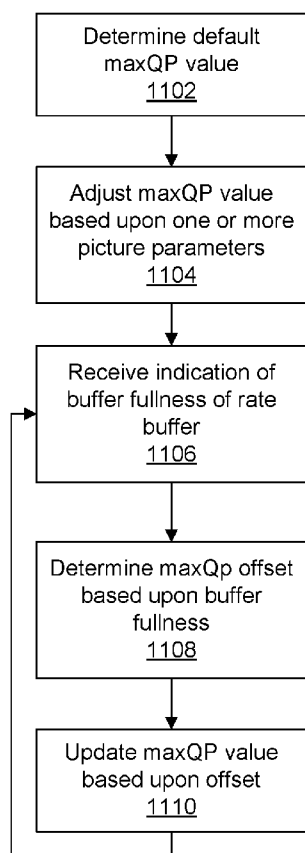 Determine default
maxQP value
1102
Adjust maxQP value
based upon one or more
picture parameters
1104
Receive indication of
buffer fullness of rate
buffer
1106
Determine maxQp offset
based upon buffer
fullness
1108
Update maxQP value
based upon offset
1110